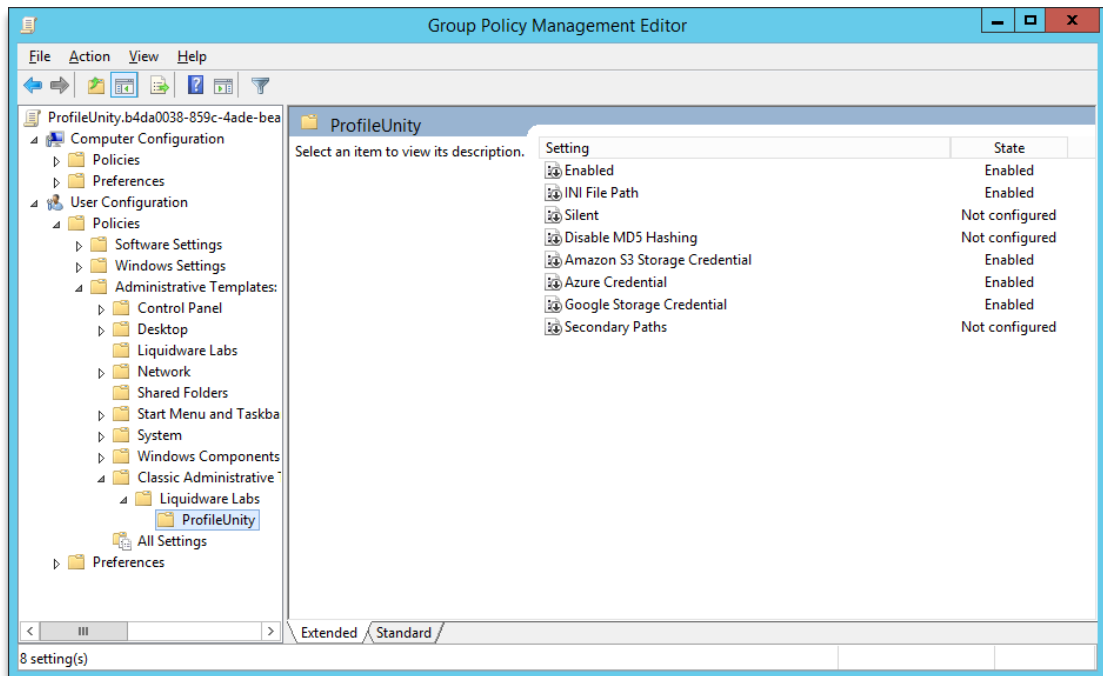 Group Policy Management Editor
File Action View Help
ProfileUnity.b4da0038-859c-4ade-bea
Computer Configuration
Policies
Preferences
User Configuration
Policies
Software Settings
Windows Settings
Administrative Templates:
Control Panel
Desktop
Liquidware Labs
Network
Shared Folders
Start Menu and Taskba
System
Windows Components
Classic Administrative
Liquidware Labs
ProfileUnity
All Settings
Preferences
ProfileUnity
Select an item to view its description.
Setting State
Enabled Enabled
INI File Path Enabled
Silent Not configured
Disable MD5 Hashing Not configured
Amazon S3 Storage Credential Enabled
Azure Credential Enabled
Google Storage Credential Enabled
Secondary Paths Not configured
Extended Standard
8 setting(s)